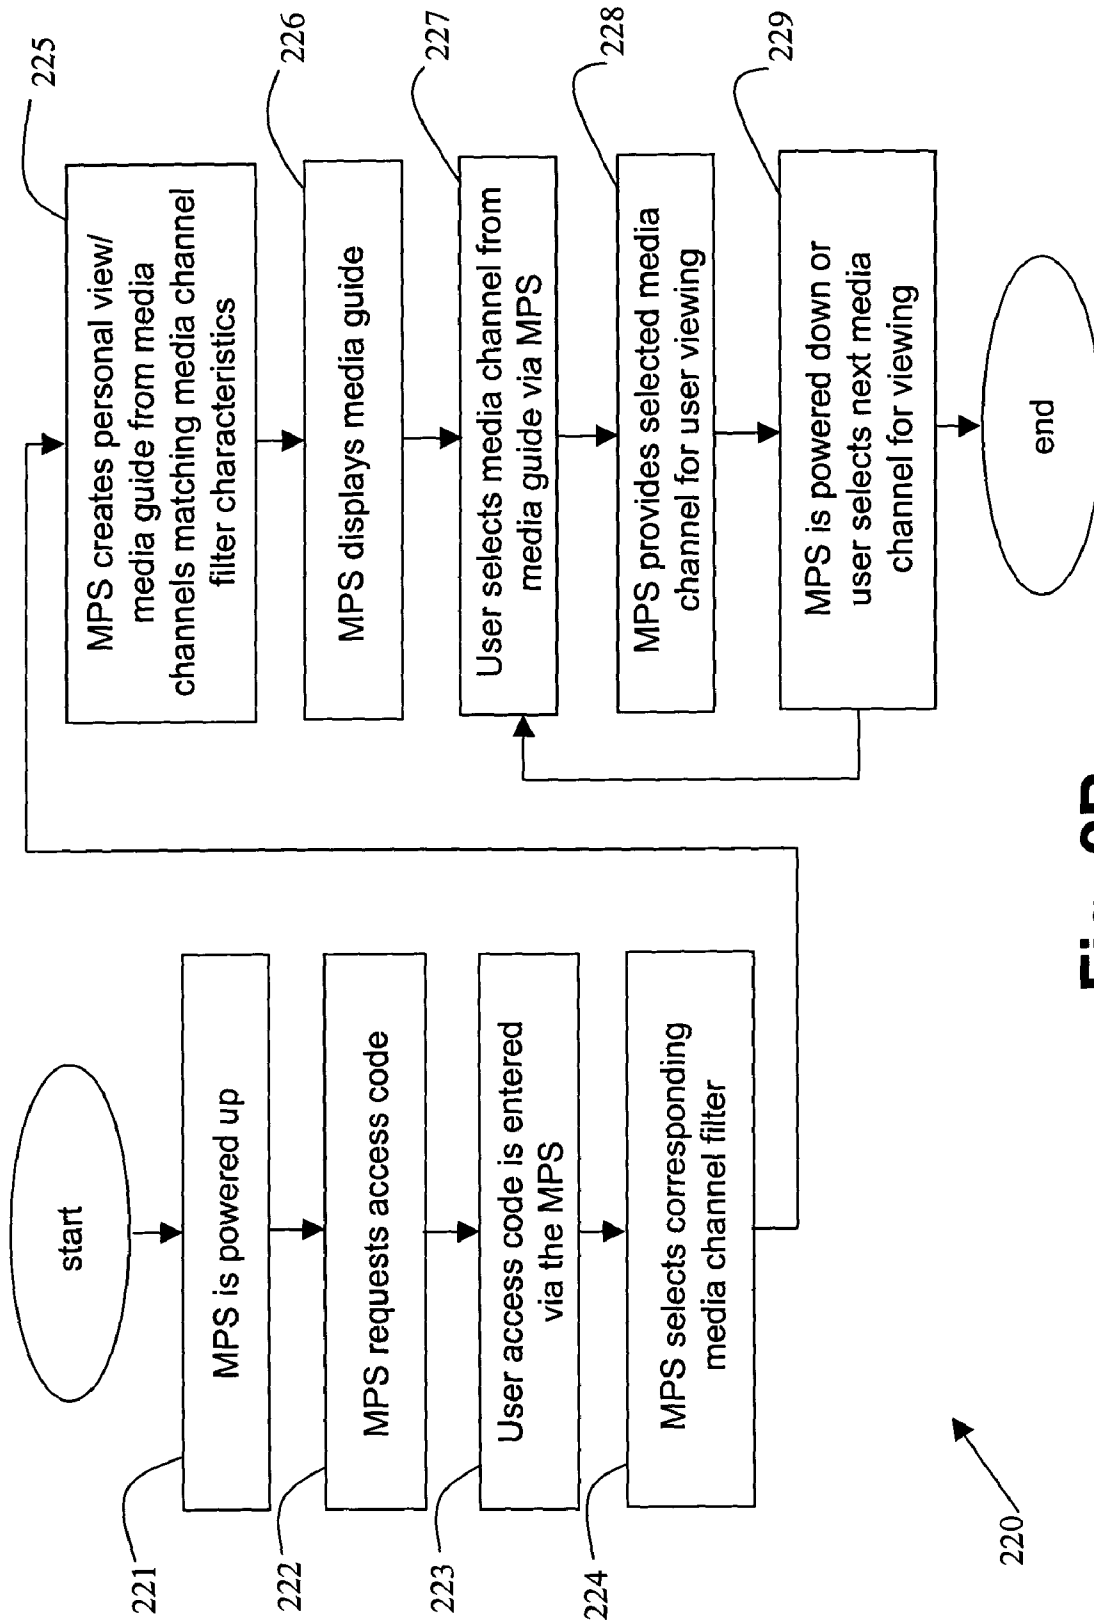 start
221
MPS is powered up
222
MPS requests access code
223
User access code is entered
via the MPS
224
MPS selects corresponding
media channel filter
225
MPS creates personal view/
media guide from media
channels matching media channel
filter characteristics
226
MPS displays media guide
227
User selects media channel from
media guide via MPS
228
MPS provides selected media
channel for user viewing
229
MPS is powered down or
user selects next media
channel for viewing
end
220